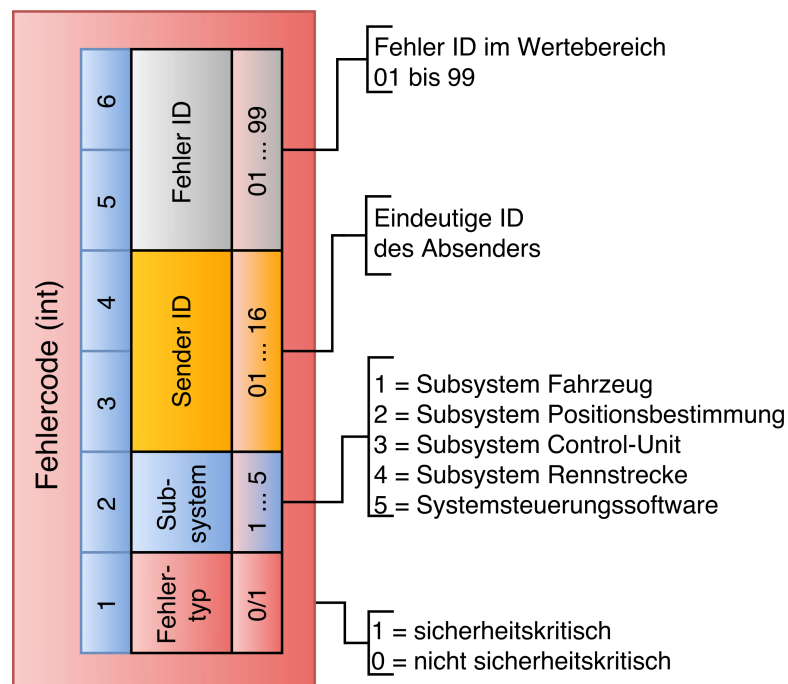 Fehlercode (int)
6
5
4
3
2
1
Fehler ID
Sender ID
Sub-
system
Fehler-
typ
01 ... 99
01 ... 16
1 ... 5
0/1
Fehler ID im Wertebereich
01 bis 99
Eindeutige ID
des Absenders
1 = Subsystem Fahrzeug
2 = Subsystem Positionsbestimmung
3 = Subsystem Control-Unit
4 = Subsystem Rennstrecke
5 = Systemsteuerungssoftware
1 = sicherheitskritisch
0 = nicht sicherheitskritisch